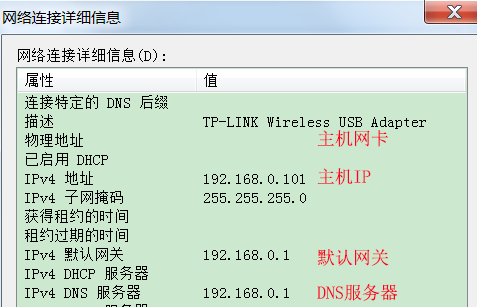 网络连接详细信息
网络连接详细信息(D):
属性 值
连接特定的 DNS 后缀
描述 TP-LINK Wireless USB Adapter
物理地址 主机网卡
已启用 DHCP
IPv4 地址 192.168.0.101 主机IP
IPv4 子网掩码 255.255.255.0
获得租约的时间
租约过期的时间
IPv4 默认网关 192.168.0.1 默认网关
IPv4 DHCP 服务器
IPv4 DNS 服务器 192.168.0.1 DNS服务器